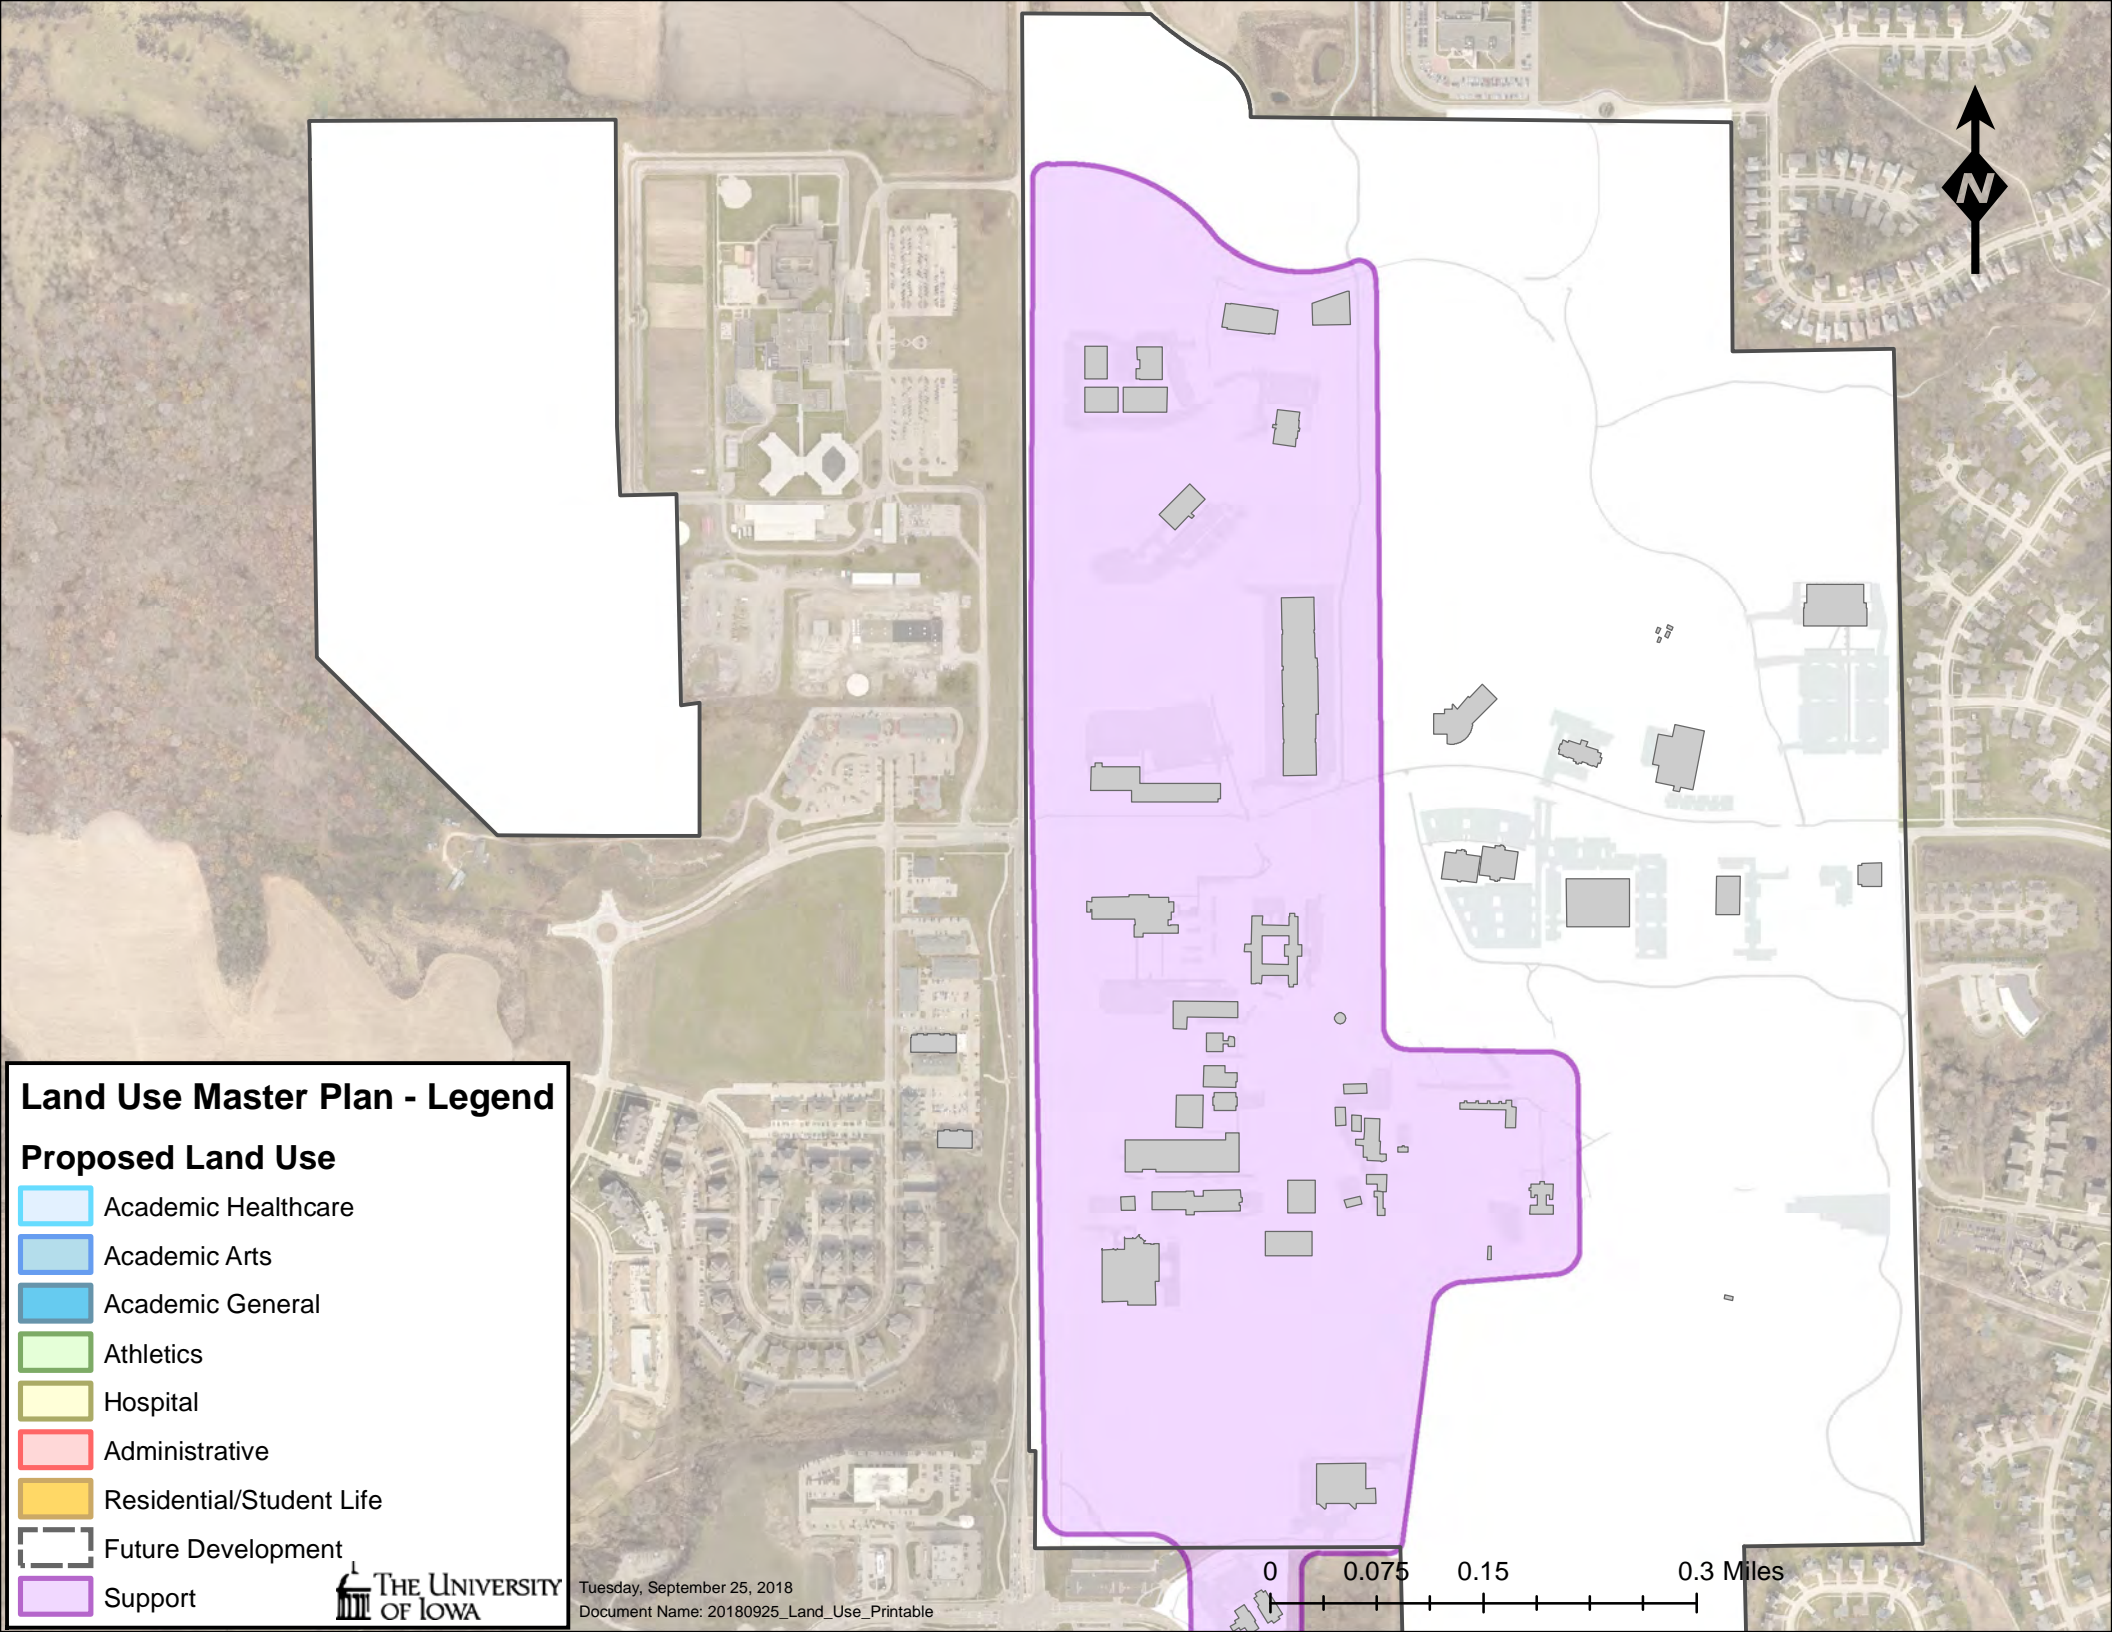 N
Land Use Master Plan - Legend
Proposed Land Use
Academic Healthcare
Academic Arts
Academic General
Athletics
Hospital
Administrative
Residential/Student Life
Future Development
Support
THE UNIVERSITY
OF IOWA
Tuesday, September 25, 2018
Document Name: 20180925_Land_Use_Printable
0 0.075 0.15 0.3 Miles